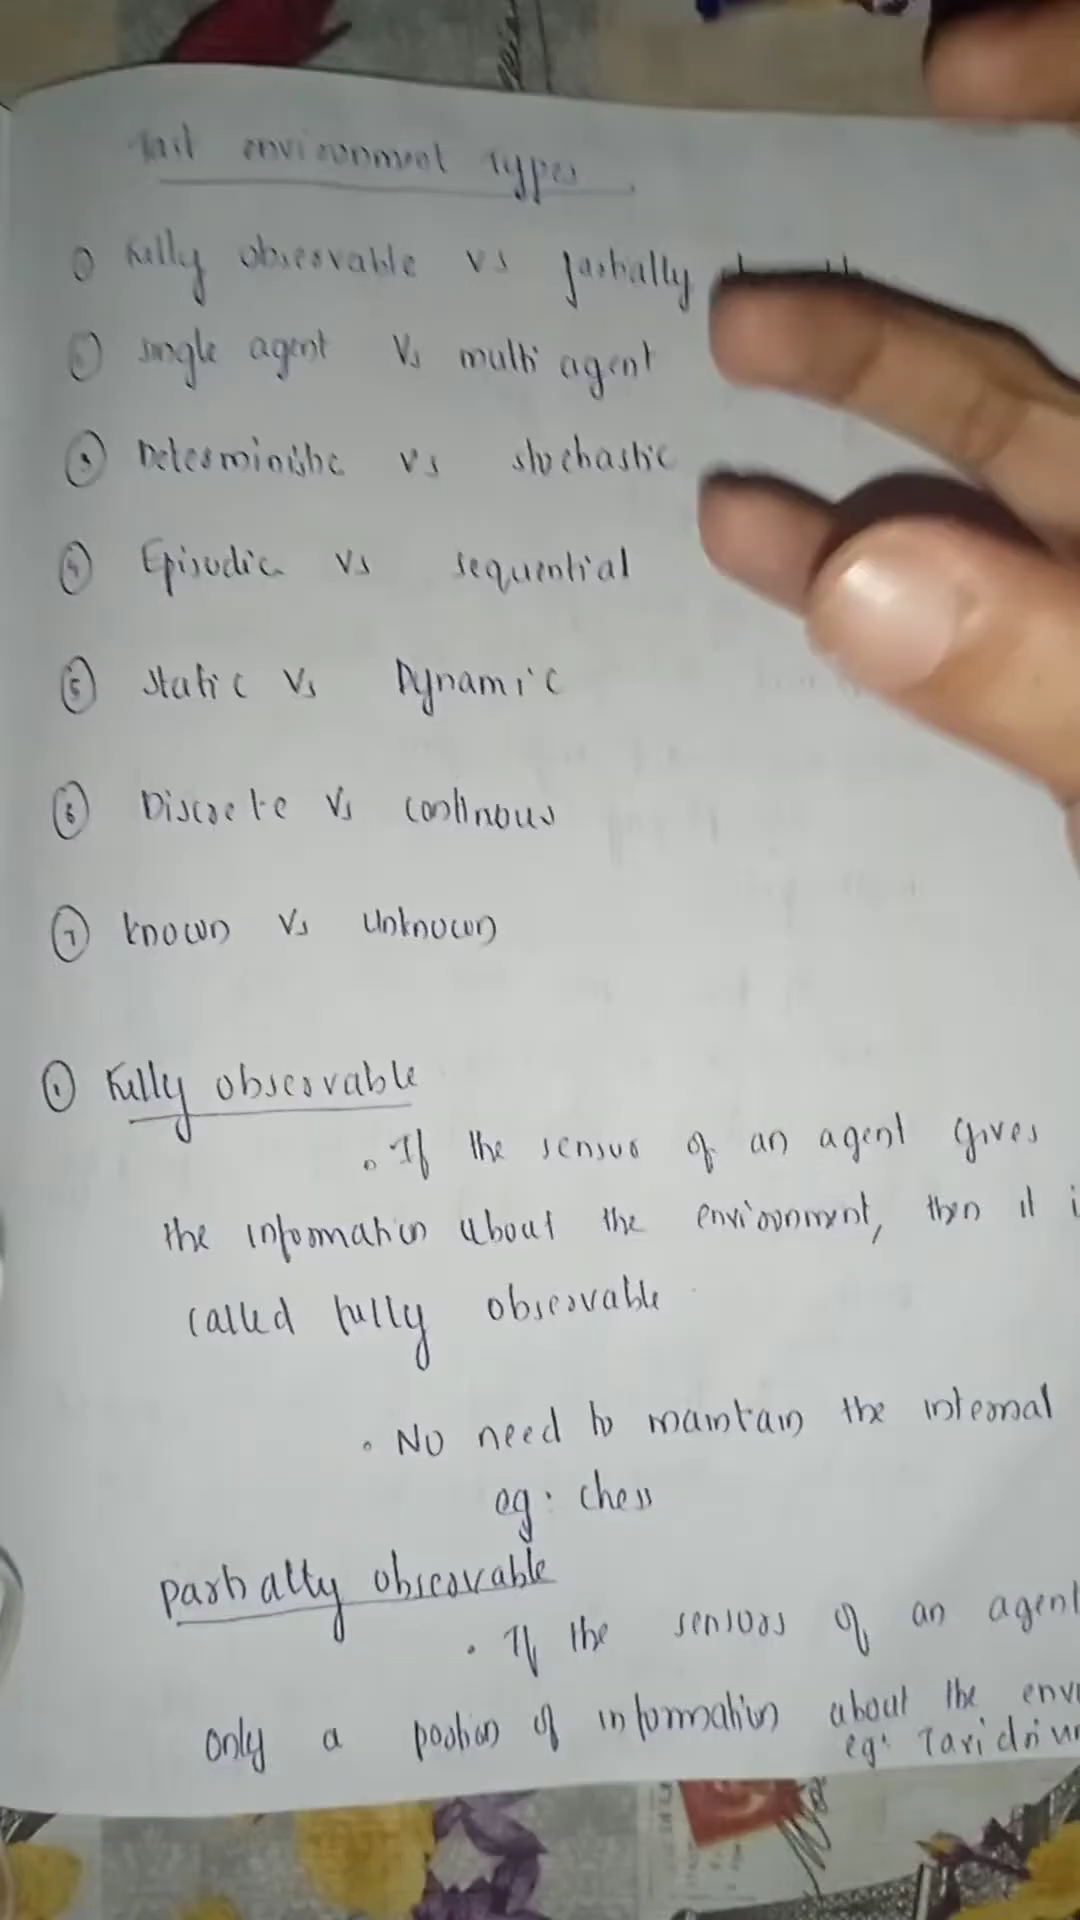 Task environment Types
① Fully observable vs partially
② single agent Vs multi agent
③ Deterministic vs stochastic
④ Episodic vs sequential
⑤ static Vs Dynamic
⑥ Discrete Vs continous
⑦ known Vs unknown
① Fully observable
• If the sensor of an agent gives
the information about the environment, then it i
called fully observable
• No need to maintain the internal
eg: chess
partially observable
• If the sensors of an agent
only a portion of information about the envi
eg: Taxi driv